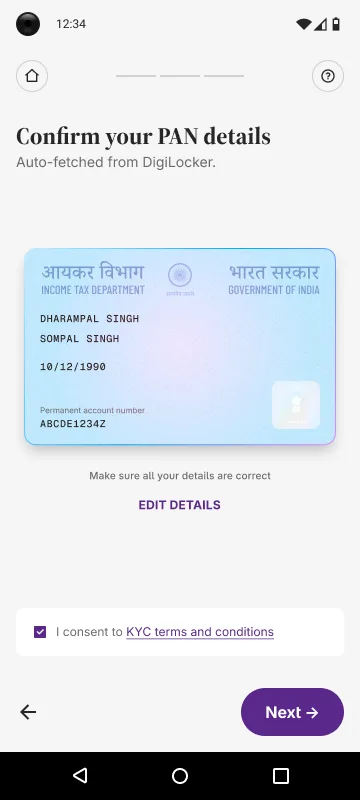 12:34
Confirm your PAN details
Auto-fetched from DigiLocker.
आयकर विभाग
INCOME TAX DEPARTMENT
भारत सरकार
GOVERNMENT OF INDIA
DHARAMPAL SINGH
SOMPAL SINGH
10/12/1990
Permanent account number
ABCDE1234Z
Make sure all your details are correct
EDIT DETAILS
I consent to KYC terms and conditions
Next →